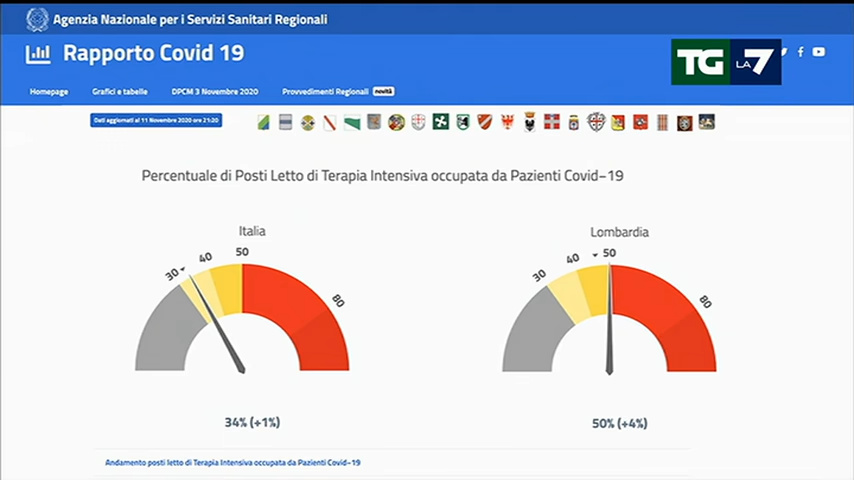 Agenzia Nazionale per i Servizi Sanitari Regionali
Rapporto Covid 19
TG LA7
Homepage
Grafici e tabelle
DPCM 3 Novembre 2020
Provvedimenti Regionali novità
Dati aggiornati al 11 Novembre 2020 ore 21:20
Percentuale di Posti Letto di Terapia Intensiva occupata da Pazienti Covid-19
Italia
30
40
50
80
34% (+1%)
Lombardia
30
40
50
80
50% (+4%)
Andamento posti letto di Terapia Intensiva occupata da Pazienti Covid-19